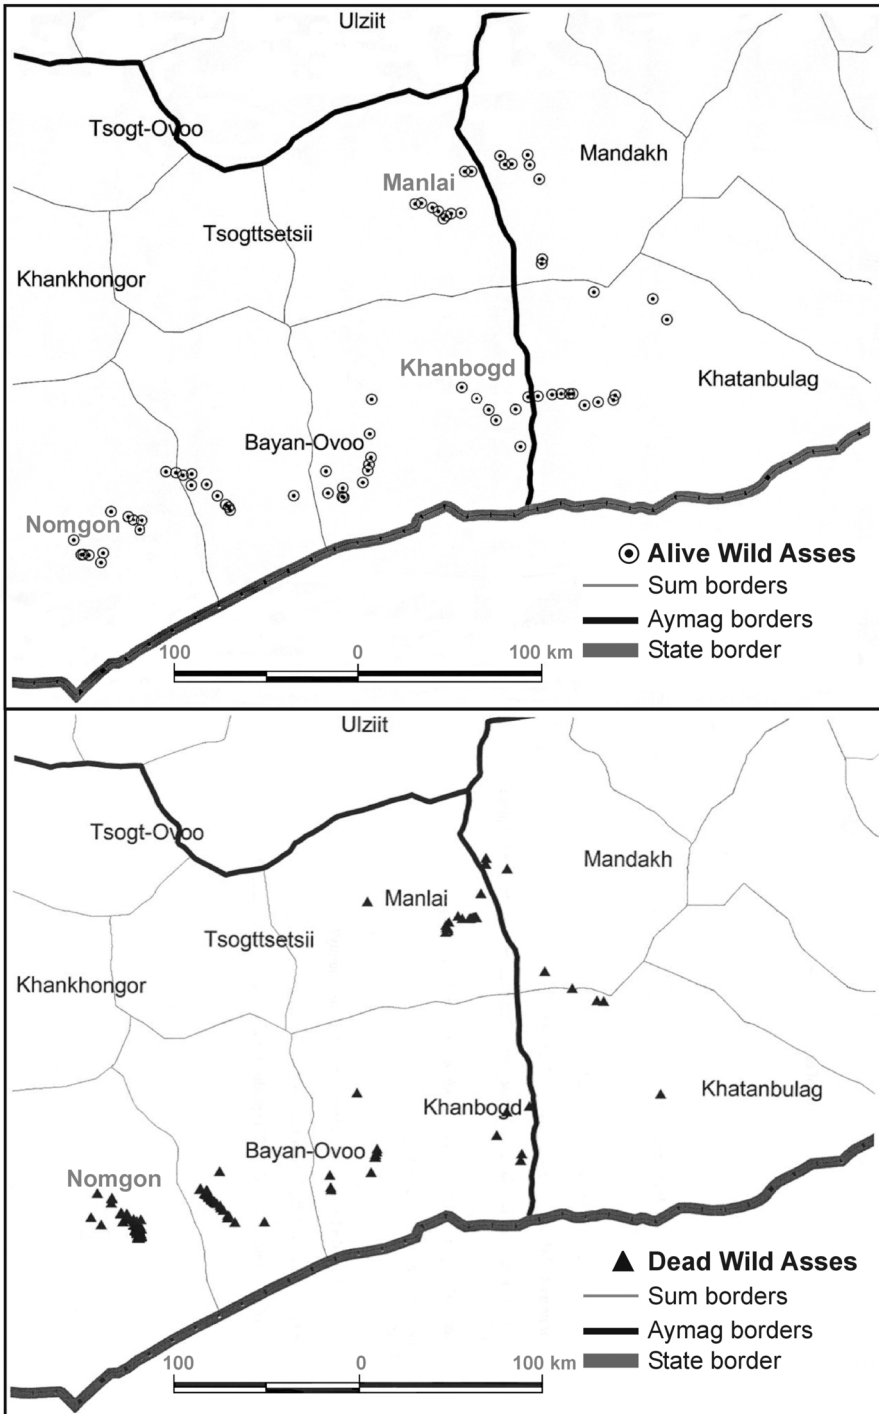 Ulziit
Tsogt-Ovoo
Mandakh
Manlai
Tsogttsetsii
Khankhongor
Khanbogd
Khatanbulag
Bayan-Ovoo
Nomgon
Alive Wild Asses
Sum borders
Aymag borders
State border
100 0 100 km
Ulziit
Tsogt-Ovoo
Mandakh
Manlai
Tsogttsetsii
Khankhongor
Khatanbulag
Khanbogd
Bayan-Ovoo
Nomgon
Dead Wild Asses
Sum borders
Aymag borders
State border
100 0 100 km